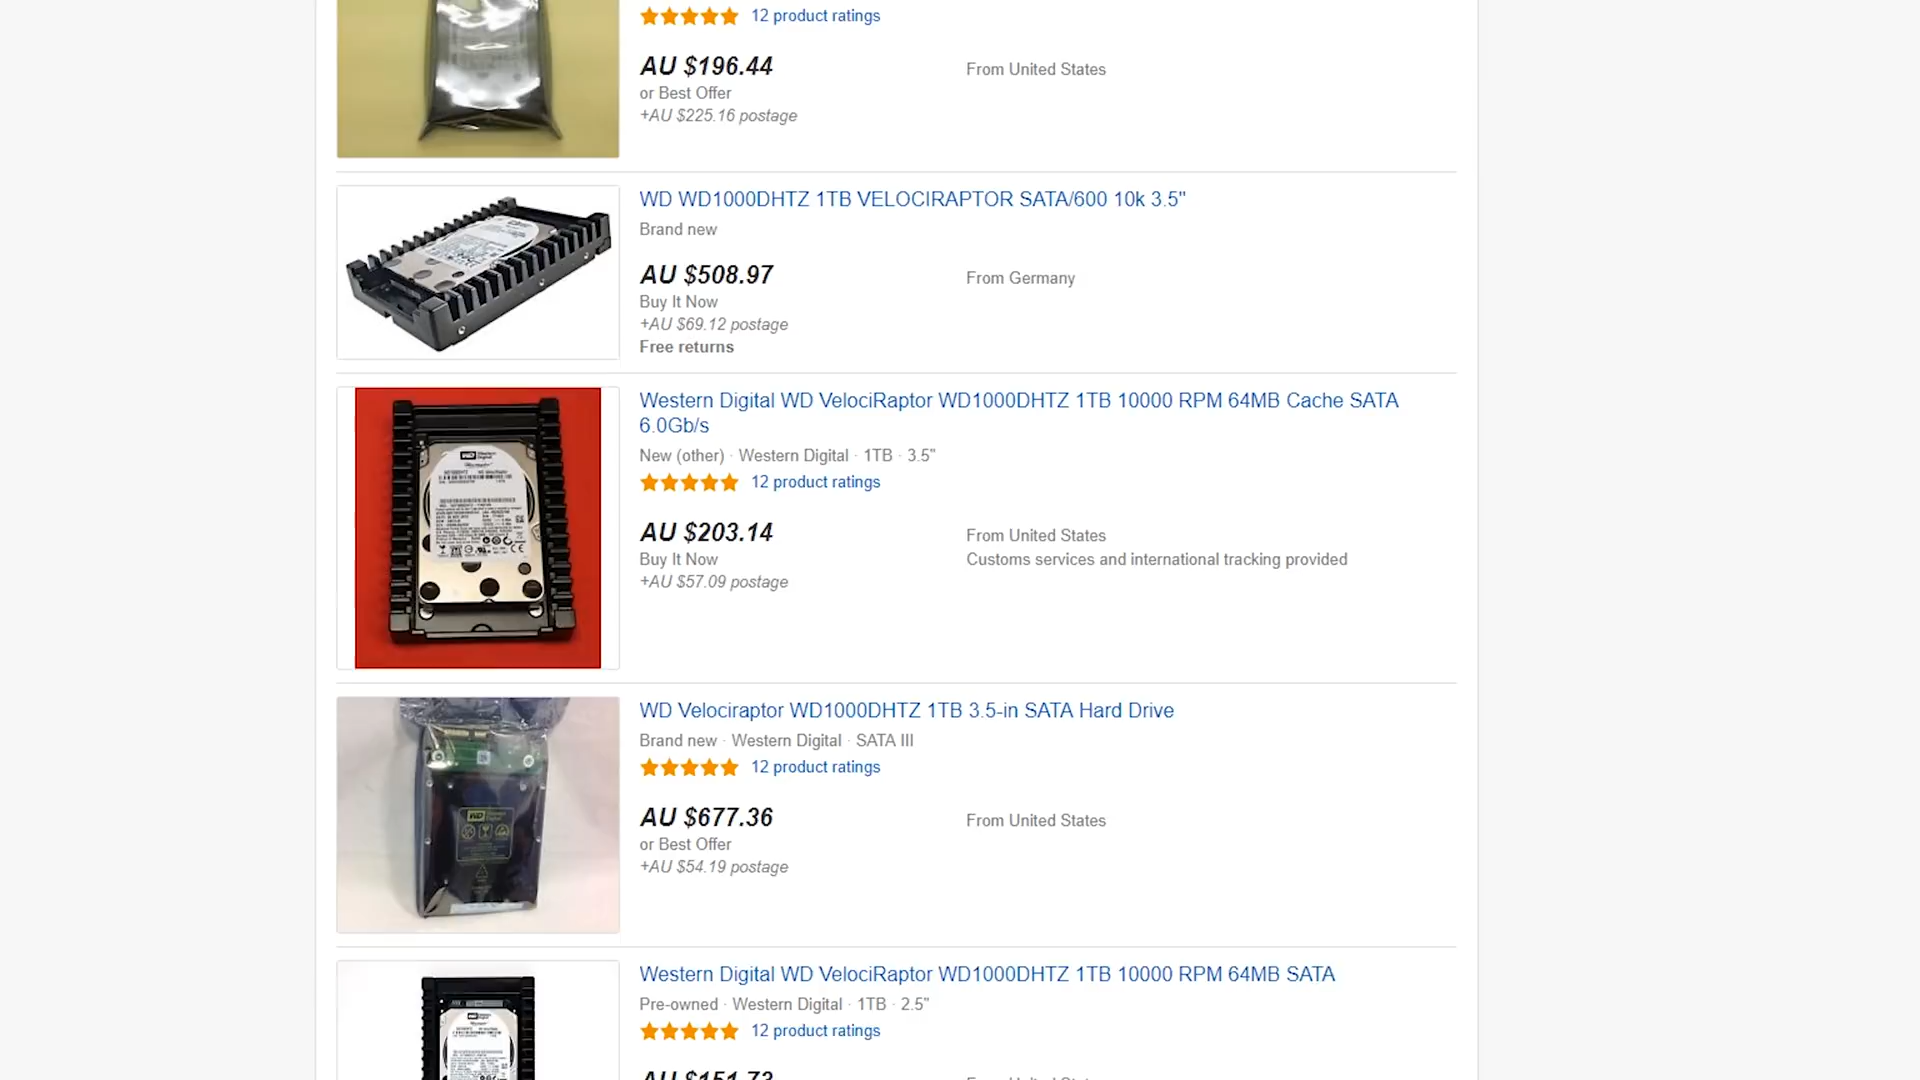 12 product ratings
AU $196.44
From United States
or Best Offer
+AU $225.16 postage
WD WD1000DHTZ 1TB VELOCIRAPTOR SATA/600 10k 3.5"
Brand new
AU $508.97
From Germany
Buy It Now
+AU $69.12 postage
Free returns
Western Digital WD VelociRaptor WD1000DHTZ 1TB 10000 RPM 64MB Cache SATA
6.0Gb/s
New (other) · Western Digital · 1TB · 3.5"
12 product ratings
AU $203.14
From United States
Buy It Now
Customs services and international tracking provided
+AU $57.09 postage
WD Velociraptor WD1000DHTZ 1TB 3.5-in SATA Hard Drive
Brand new · Western Digital · SATA III
12 product ratings
AU $677.36
From United States
or Best Offer
+AU $54.19 postage
Western Digital WD VelociRaptor WD1000DHTZ 1TB 10000 RPM 64MB SATA
Pre-owned · Western Digital · 1TB · 2.5"
12 product ratings
AU $151.73